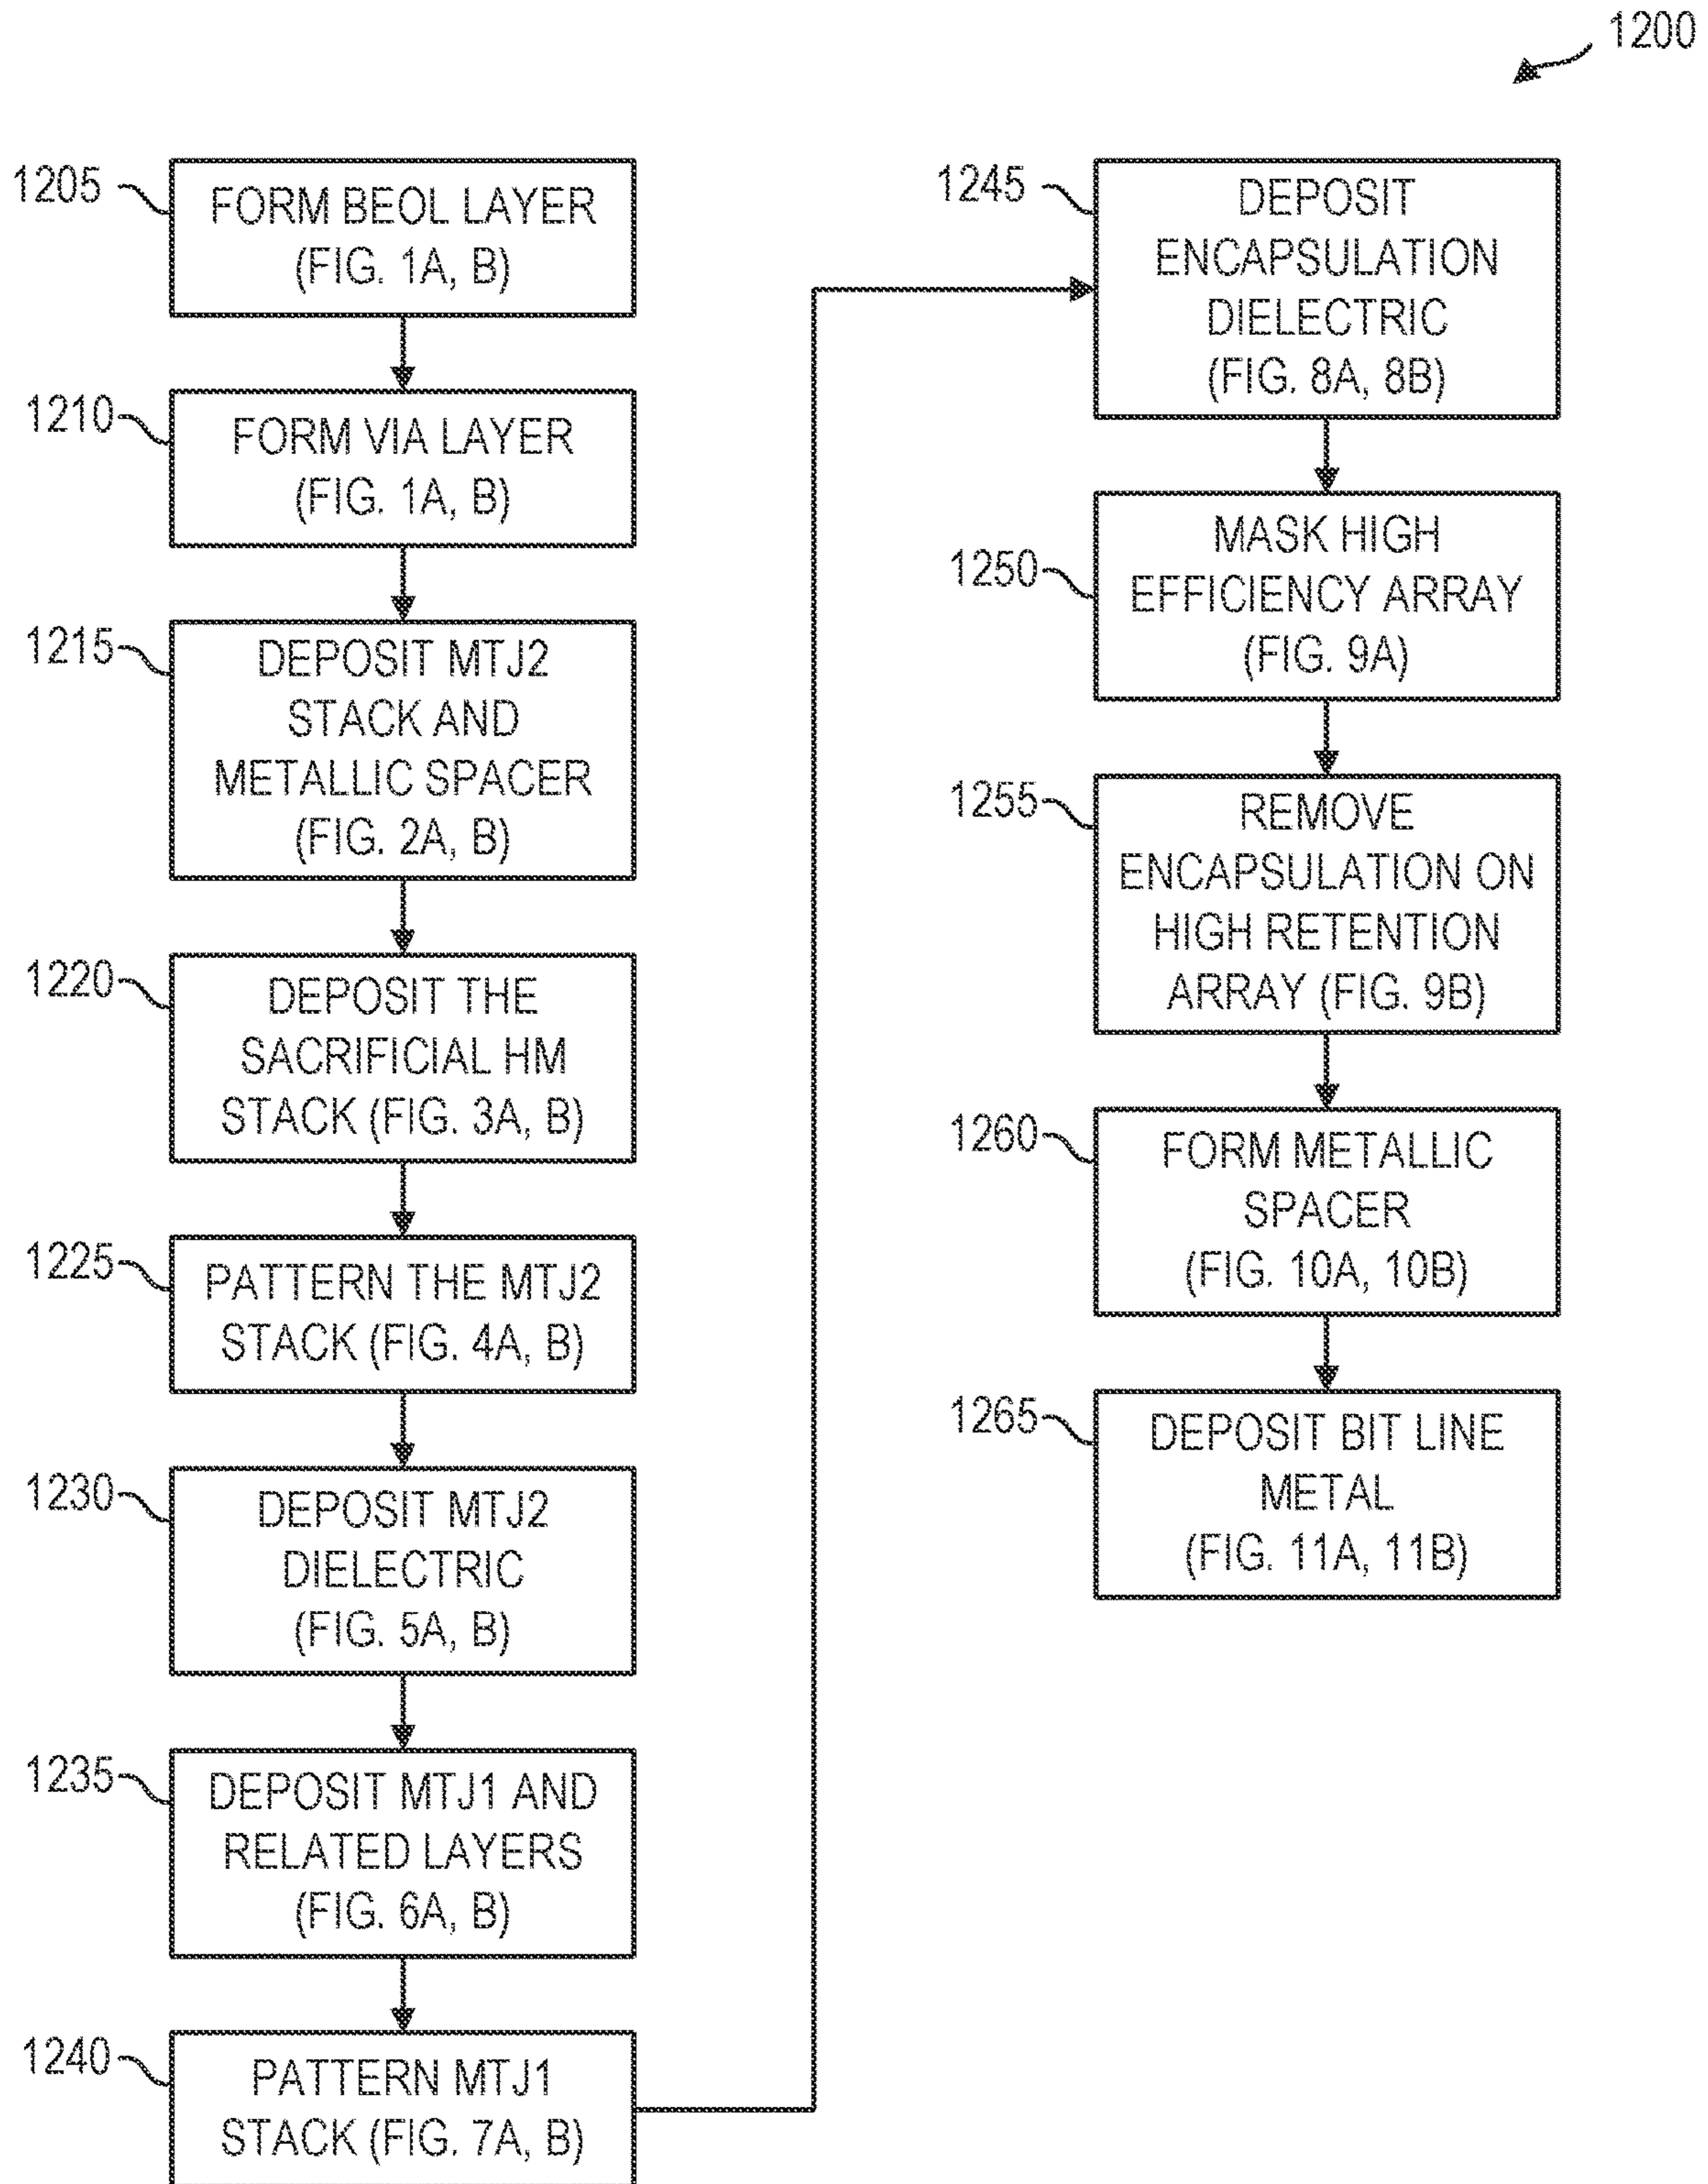 1200
1205
FORM BEOL LAYER
(FIG. 1A, B)
1210
FORM VIA LAYER
(FIG. 1A, B)
1215
DEPOSIT MTJ2
STACK AND
METALLIC SPACER
(FIG. 2A, B)
1220
DEPOSIT THE
SACRIFICIAL HM
STACK (FIG. 3A, B)
1225
PATTERN THE MTJ2
STACK (FIG. 4A, B)
1230
DEPOSIT MTJ2
DIELECTRIC
(FIG. 5A, B)
1235
DEPOSIT MTJ1 AND
RELATED LAYERS
(FIG. 6A, B)
1240
PATTERN MTJ1
STACK (FIG. 7A, B)
1245
DEPOSIT
ENCAPSULATION
DIELECTRIC
(FIG. 8A, 8B)
1250
MASK HIGH
EFFICIENCY ARRAY
(FIG. 9A)
1255
REMOVE
ENCAPSULATION ON
HIGH RETENTION
ARRAY (FIG. 9B)
1260
FORM METALLIC
SPACER
(FIG. 10A, 10B)
1265
DEPOSIT BIT LINE
METAL
(FIG. 11A, 11B)